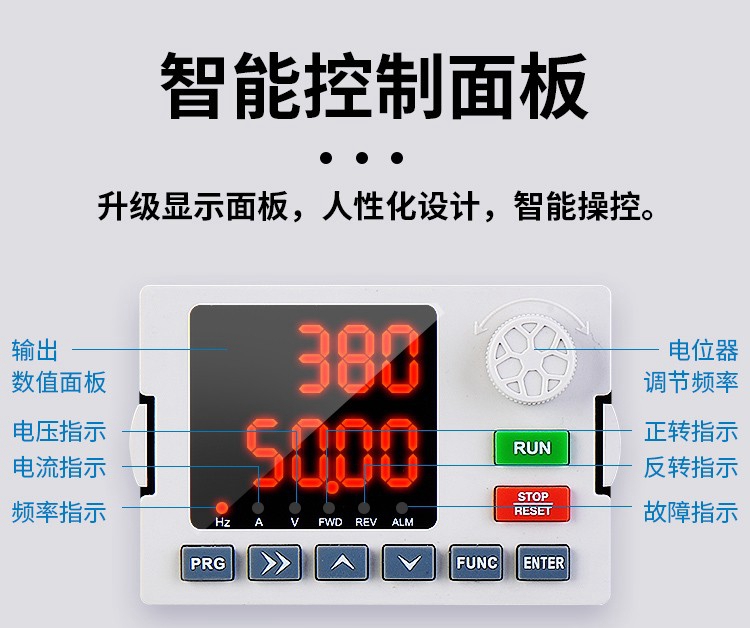 智能控制面板
升级显示面板，人性化设计，智能操控。
输出
数值面板
电压指示
电流指示
频率指示
380
50.00
Hz A V FWD REV ALM
电位器
调节频率
正转指示
反转指示
故障指示
RUN
STOP
RESET
PRG
FUNC
ENTER